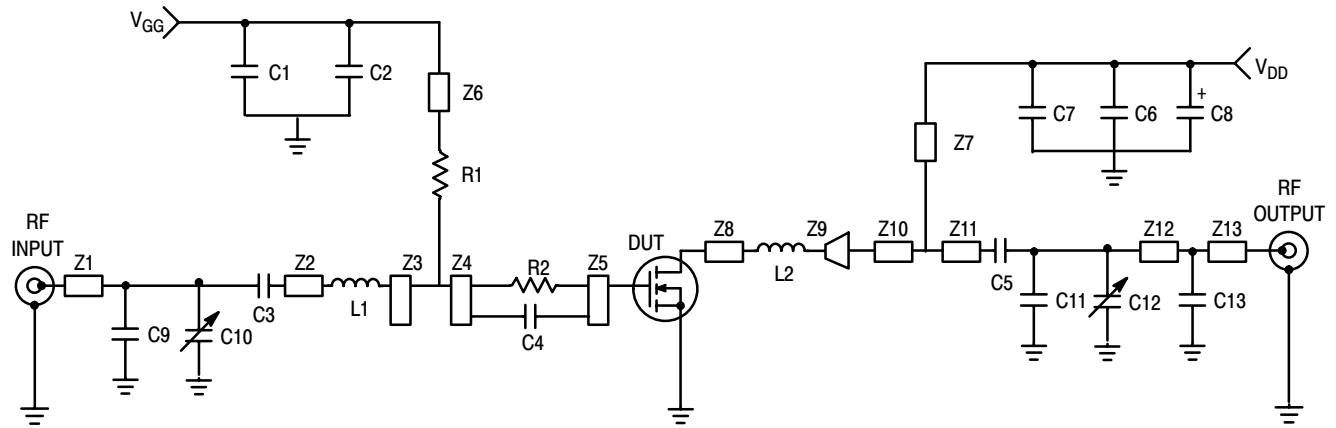 VGG
C1
C2
Z6
R1
VDD
C7
C6
+
C8
Z7
RF
INPUT
Z1
C9
C10
C3
Z2
L1
Z3
Z4
R2
C4
Z5
DUT
Z8
L2
Z9
Z10
Z11
C5
C11
C12
Z12
C13
Z13
RF
OUTPUT